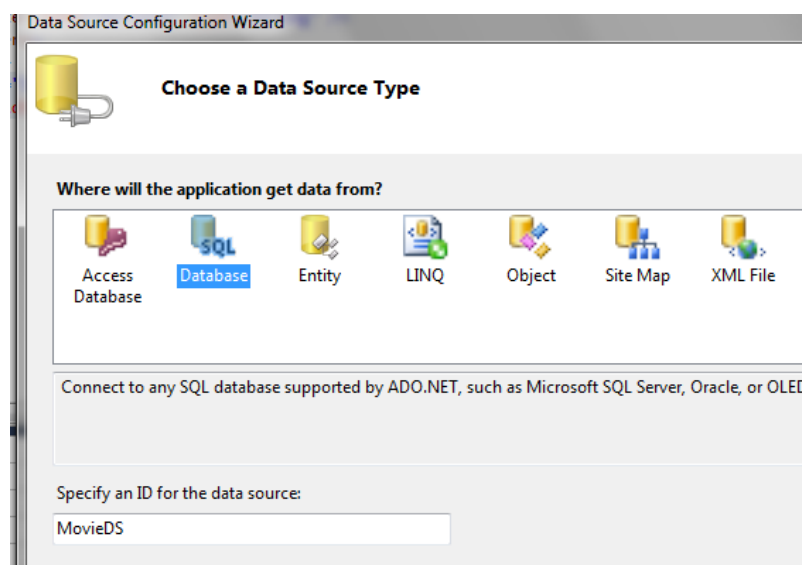 Data Source Configuration Wizard
Choose a Data Source Type
Where will the application get data from?
SQL
Access Database
Database
Entity
LINQ
Object
Site Map
XML File
Connect to any SQL database supported by ADO.NET, such as Microsoft SQL Server, Oracle, or OLED
Specify an ID for the data source:
MovieDS